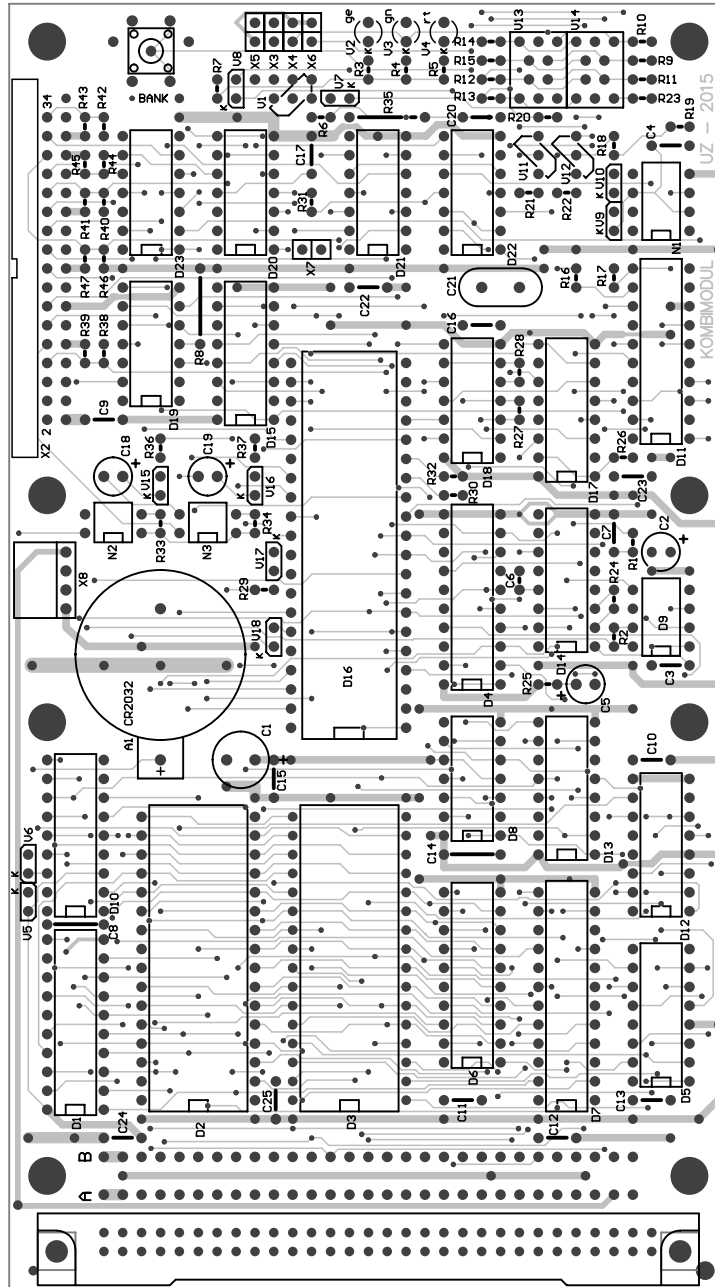 ge gn rt
V13 V14
R10
V8 X5 X3 X4 X6
V2 V3 V4
K K K
R14
R15 R9
R12 R11
R13 R23
R7 V1 V7 R3 R4 R5
K K
BANK
34 R43 R42
R6 R35 C20 R20 R18 C4 R19
UZ - 2015
R45 R44 C17 V11 V12
K V10
R41 R40 R31 R21 R22
K V9
D23 D20 X7 D21 D22 N1
R47 R46 R16 R17
C22 C21
KOMBIMODUL
R39 R38 R8 C16 R28
C9 D19 D15 R27
X2 2
C18 R36 C19 R37 D18 R26 D11
+ +
K V15 K V16 R32 R30 D17 C23
N2 R33 N3 R34 C7 C2
+
V17 K R1
X8 R29 C6 R24
D9
V18 K R2
D16 D14
CR2032 D4 R25 C5 C3
+
A1 C1
+ +
C15 C10
V6 K D8 C14 D13
V5 K D10 C8 D12
D6
C25 C11 D7 C13 D5
D1 D2 D3
C24 C12
B
A